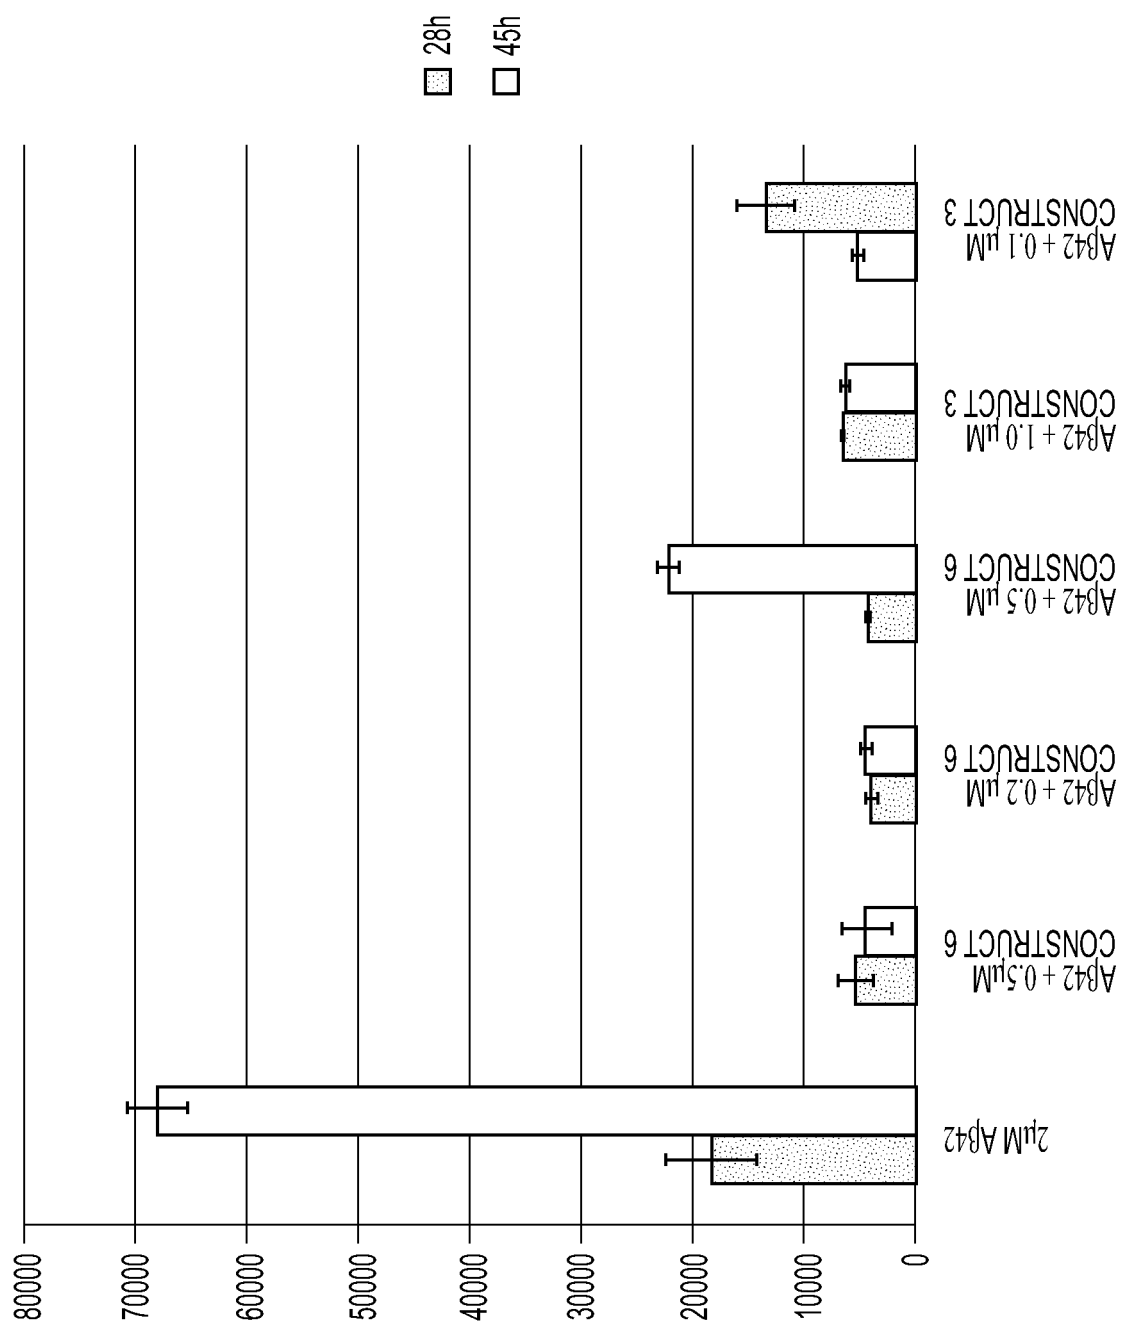 80000
70000
60000
50000
40000
30000
20000
10000
0
2µM Aβ42
Aβ42 + 0.5µM
CONSTRUCT 6
Aβ42 + 0.2 µM
CONSTRUCT 6
Aβ42 + 0.5 µM
CONSTRUCT 6
Aβ42 + 1.0 µM
CONSTRUCT 3
Aβ42 + 0.1 µM
CONSTRUCT 3
28h
45h